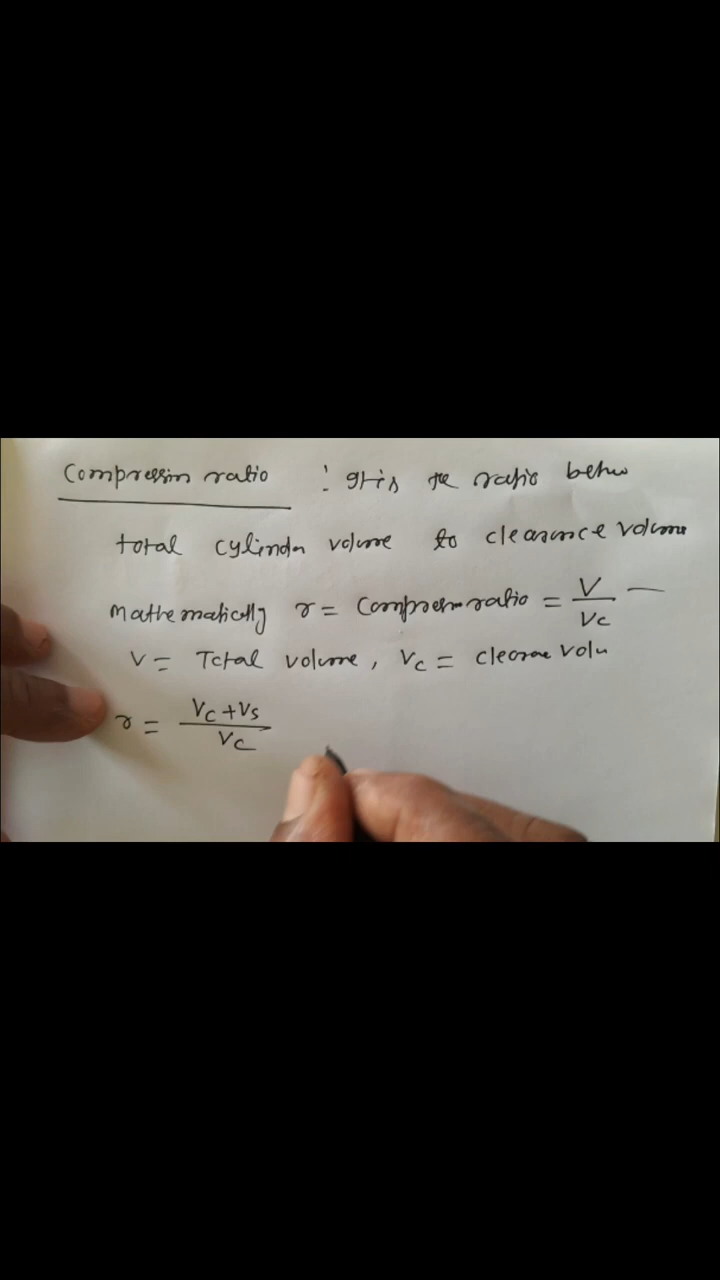 Compression ratio : It is the ratio betwe
total cylinder volume to clearance volume
Mathematically r = Compression ratio = V/Vc —
V = Total volume, Vc = clearance volu
r = Vc+Vs/Vc